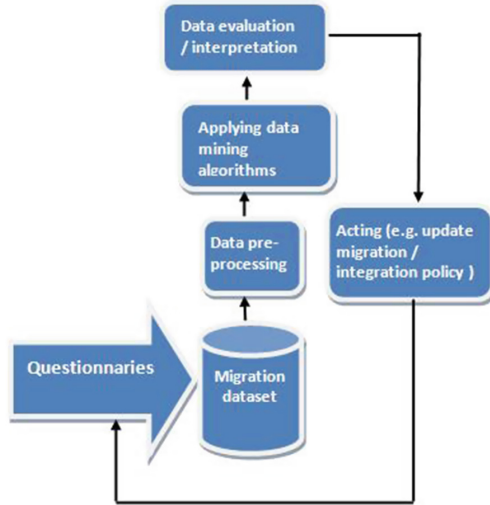 Data evaluation
/ interpretation
Applying data
mining
algorithms
Data pre-
processing
Acting (e.g. update
migration /
integration policy )
Questionnaries
Migration
dataset